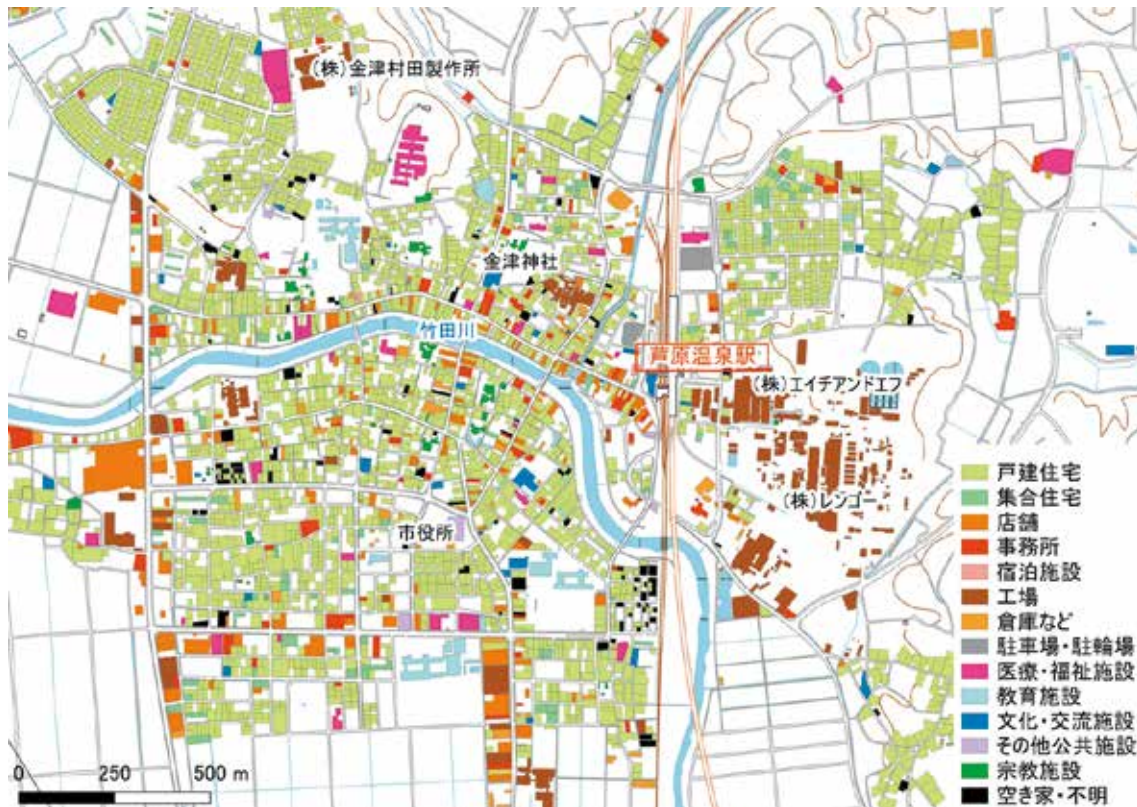 (株)金津村田製作所
金津神社
竹田川
芦原温泉駅
(株)エイチアンドエフ
(株)レンゴー
市役所
戸建住宅
集合住宅
店舗
事務所
宿泊施設
工場
倉庫など
駐車場・駐輪場
医療・福祉施設
教育施設
文化・交流施設
その他公共施設
宗教施設
空き家・不明
0 250 500 m